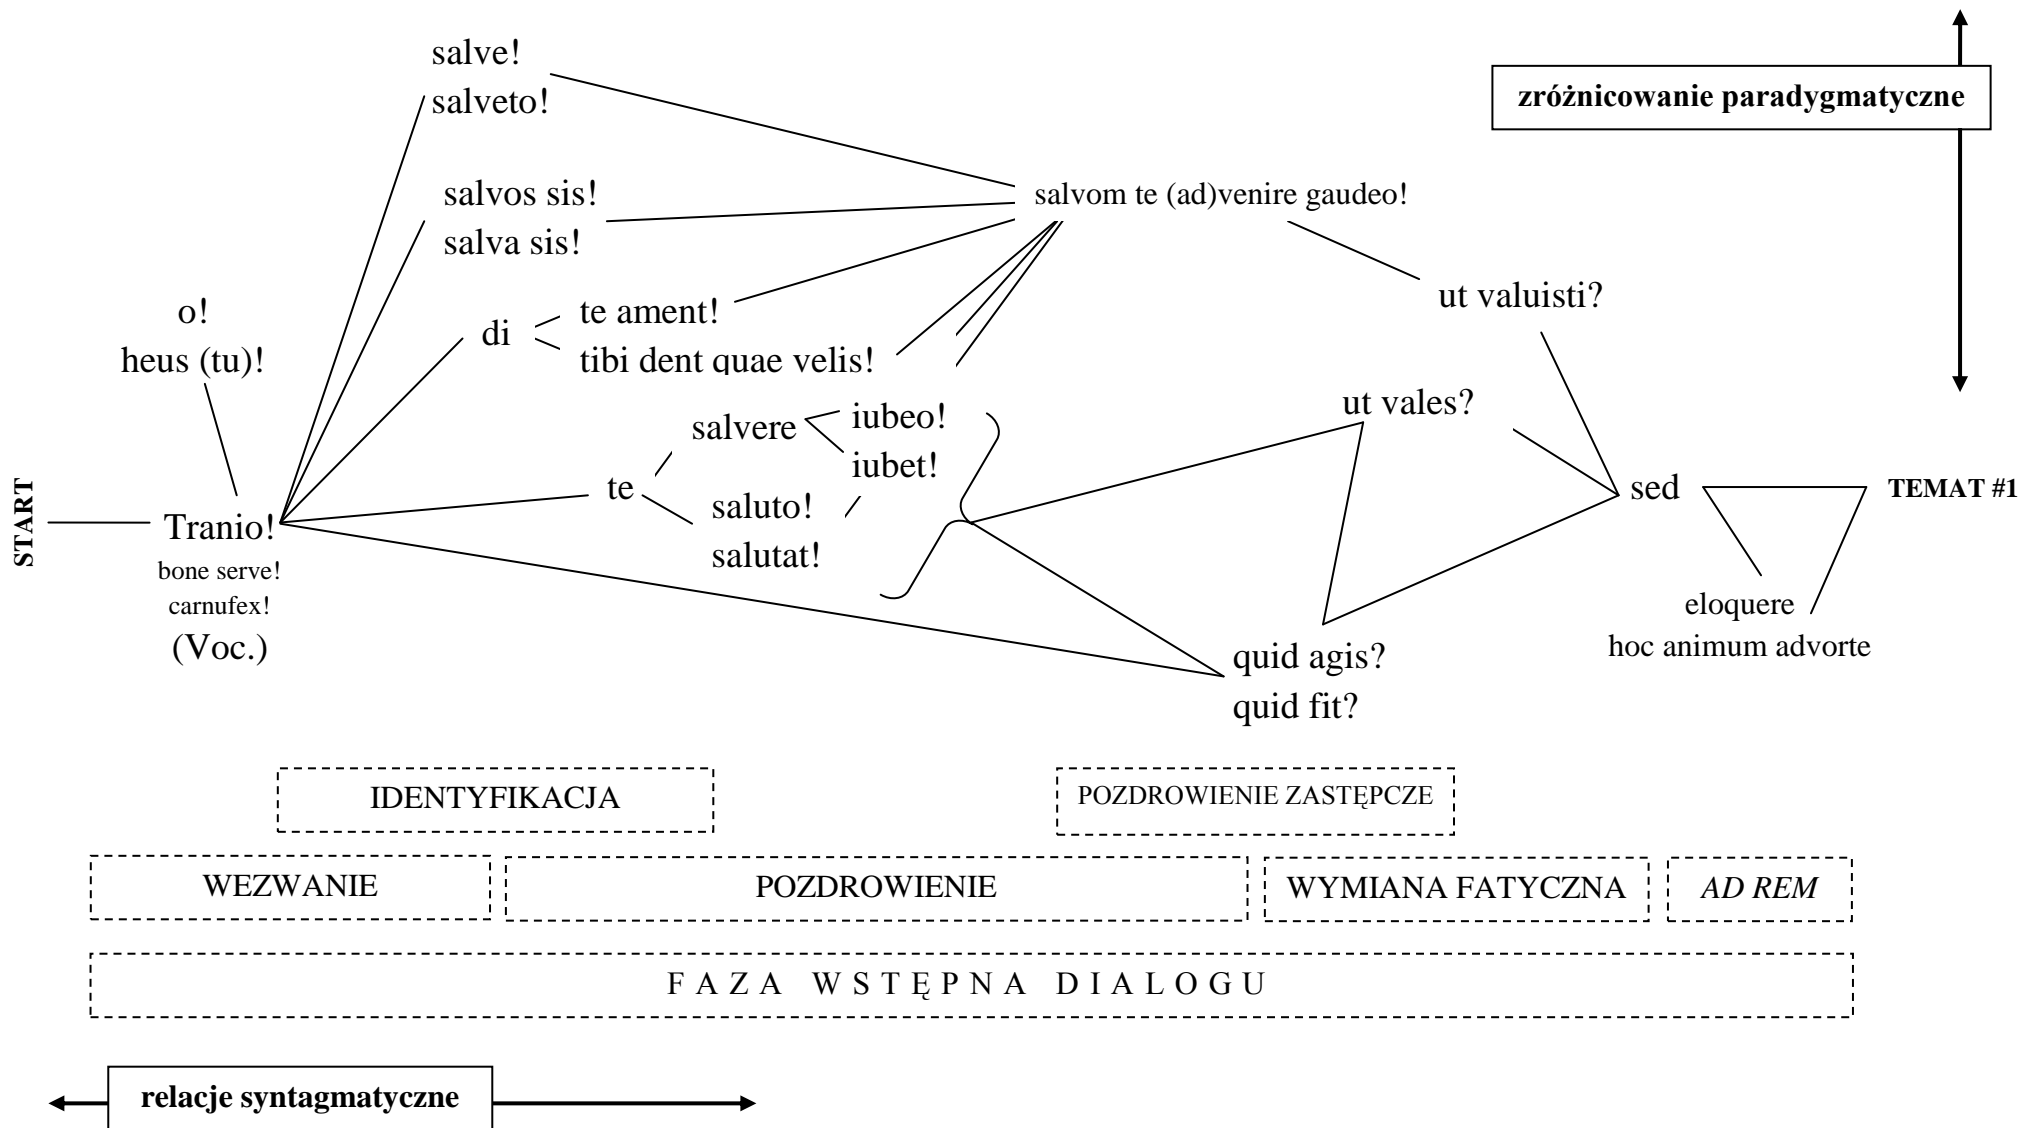 salve!
salveto!
zróżnicowanie paradygmatyczne
salvos sis!
salva sis!
salvom te (ad)venire gaudeo!
ut valuisti?
o!
heus (tu)!
di
te ament!
tibi dent quae velis!
ut vales?
salvere
iubeo!
iubet!
te
saluto!
salutat!
START
Tranio!
bone serve!
carnufex!
(Voc.)
sed
TEMAT #1
eloquere
hoc animum advorte
quid agis?
quid fit?
IDENTYFIKACJA
POZDROWIENIE ZASTĘPCZE
WEZWANIE
POZDROWIENIE
WYMIANA FATYCZNA
AD REM
FAZA WSTĘPNA DIALOGU
relacje syntagmatyczne